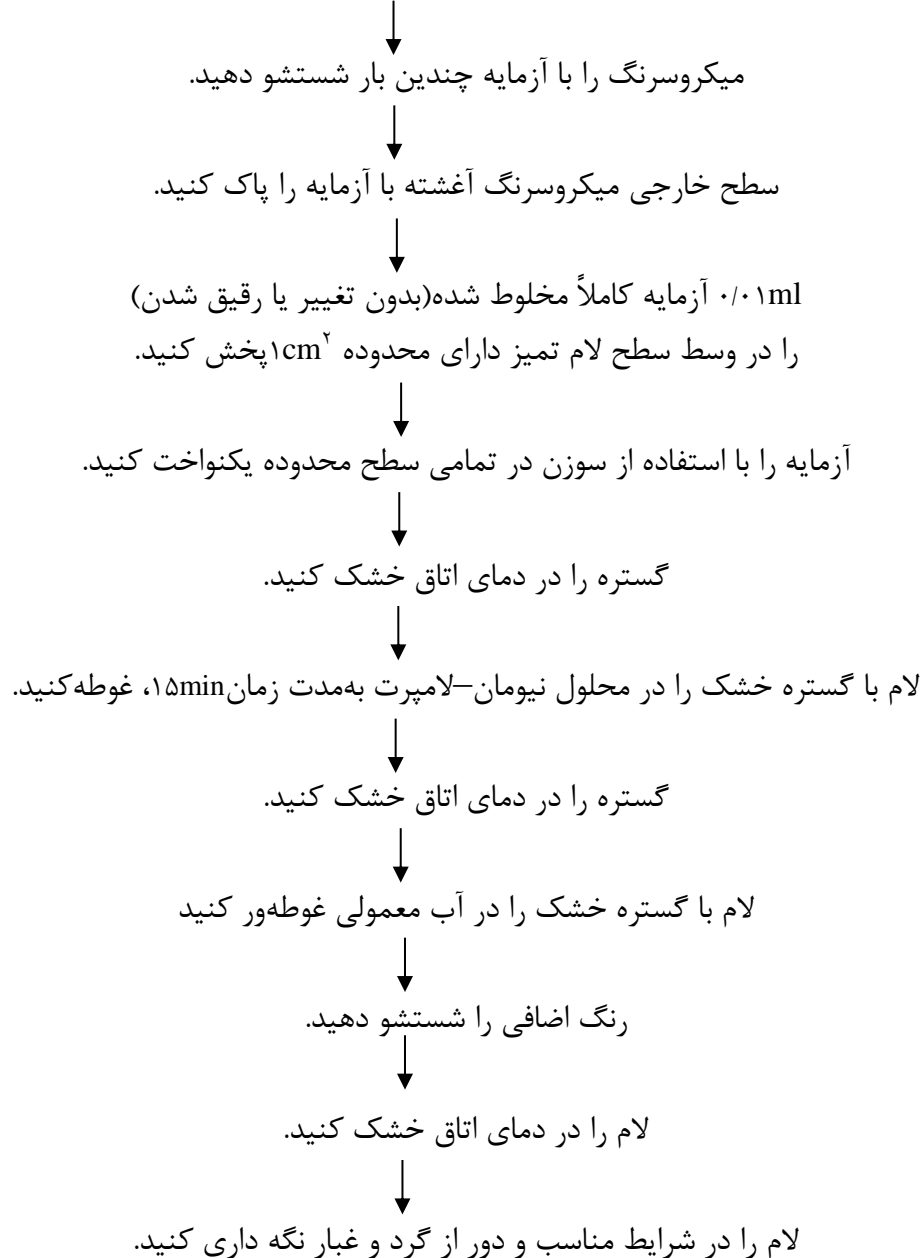 میکروسرنگ را با آزمایه چندین بار شستشو دهید.
سطح خارجی میکروسرنگ آغشته با آزمایه را پاک کنید.
۰/۰۱ml آزمایه کاملاً مخلوط شده(بدون تغییر یا رقیق شدن)
را در وسط سطح لام تمیز دارای محدوده ۱cm۲پخش کنید.
آزمایه را با استفاده از سوزن در تمامی سطح محدوده یکنواخت کنید.
گستره را در دمای اتاق خشک کنید.
لام با گستره خشک را در محلول نیومان–لامپرت به‌مدت زمان۱۵min، غوطه‌کنید.
گستره را در دمای اتاق خشک کنید.
لام با گستره خشک را در آب معمولی غوطه‌ور کنید
رنگ اضافی را شستشو دهید.
لام را در دمای اتاق خشک کنید.
لام را در شرایط مناسب و دور از گرد و غبار نگه داری کنید.